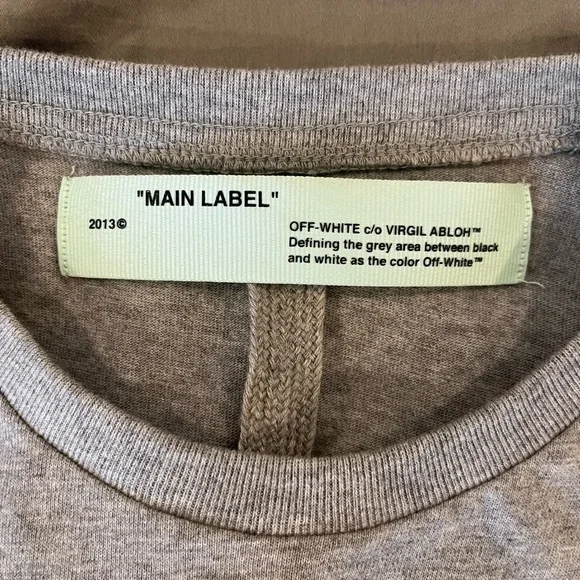 "MAIN LABEL"
2013©
OFF-WHITE c/o VIRGIL ABLOH™
Defining the grey area between black
and white as the color Off-White™